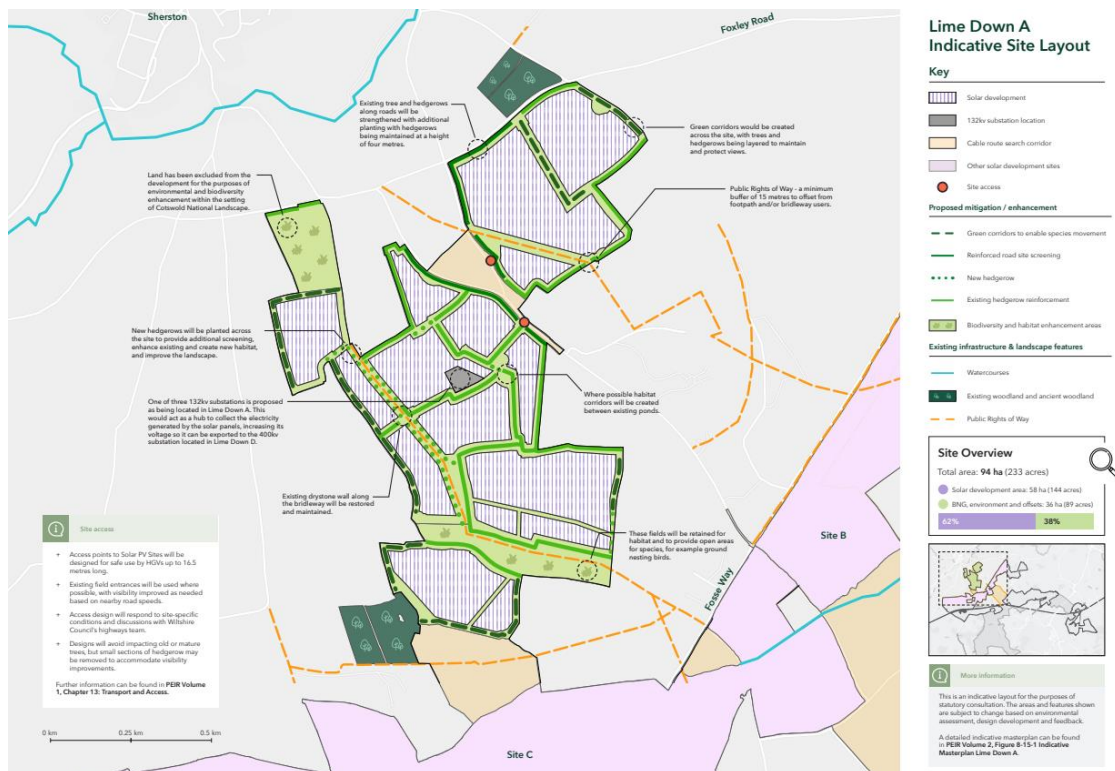 Sherston
Foxley Road
Existing tree and hedgerows
along roads will be
strengthened with additional
planting with hedgerows
being maintained at a height
of four metres.
Green corridors would be created
across the site, with trees and
hedgerows being layered to maintain
and protect views.
Land has been excluded from the
development for the purposes of
environmental and biodiversity
enhancement within the setting
of Cotswold National Landscape.
Public Rights of Way - a minimum
buffer of 15 metres to offset from
footpath and/or bridleway users.
New hedgerows will be planted across
the site to provide additional screening,
enhance existing and create new habitat,
and improve the landscape.
One of three 132kv substations is proposed
as being located in Lime Down A. This
would act as a hub to collect the electricity
generated by the solar panels, increasing its
voltage so it can be exported to the 400kv
substation located in Lime Down D.
Where possible habitat
corridors will be created
between existing ponds.
Existing drystone wall along
the bridleway will be restored
and maintained.
These fields will be retained for
habitat and to provide open areas
for species, for example ground
nesting birds.
Site B
Fosse Way
Site C
Site access
+ Access points to Solar PV Sites will be
designed for safe use by HGVs up to 16.5
metres long.
+ Existing field entrances will be used where
possible, with visibility improved as needed
based on nearby road speeds.
+ Access design will respond to site-specific
conditions and discussions with Wiltshire
Council's highways team.
+ Designs will avoid impacting old or mature
trees, but small sections of hedgerow may
be removed to accommodate visibility
improvements.
Further information can be found in PEIR Volume
1, Chapter 13: Transport and Access.
0 km 0.25 km 0.5 km
Lime Down A
Indicative Site Layout
Key
Solar development
132kv substation location
Cable route search corridor
Other solar development sites
Site access
Proposed mitigation / enhancement
Green corridors to enable species movement
Reinforced road site screening
New hedgerow
Existing hedgerow reinforcement
Biodiversity and habitat enhancement areas
Existing infrastructure & landscape features
Watercourses
Existing woodland and ancient woodland
Public Rights of Way
Site Overview
Total area: 94 ha (233 acres)
Solar development area: 58 ha (144 acres)
BNG, environment and offsets: 36 ha (89 acres)
62% 38%
More information
This is an indicative layout for the purposes of
statutory consultation. The areas and features shown
are subject to change based on environmental
assessment, design development and feedback.
A detailed indicative masterplan can be found
in PEIR Volume 2, Figure 8-15-1 Indicative
Masterplan Lime Down A.